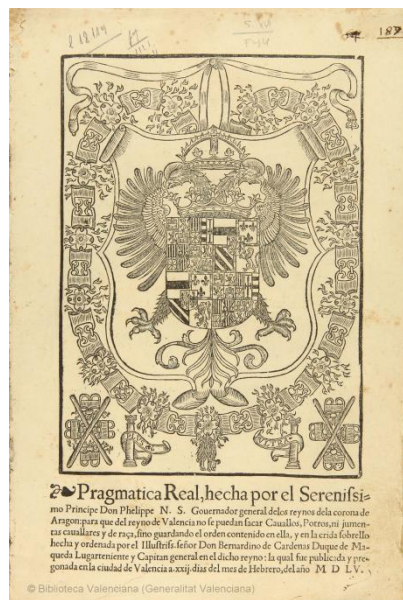 187
❧Pragmatica Real, hecha por el Sereniſsi=
mo Principe Don Phelippe N. S. Gouernador general delos reynos dela corona de
Aragon: para que del reyno de Valencia no ſe puedan ſacar Cauallos, Potros, ni jumen-
tas cauallares y de raça, ſino guardando el orden contenido en ella, y en la crida ſobrello
hecha y ordenada por el Illuſtriſs. ſeñor Don Bernardino de Cardenas Duque de Ma-
queda Lugarteniente y Capitan general en el dicho reyno: la qual fue publicada y pre-
gonada en la ciudad de Valencia a.xxij. dias del mes de Hebrero, del año M D L V.
© Biblioteca Valenciana (Generalitat Valenciana)